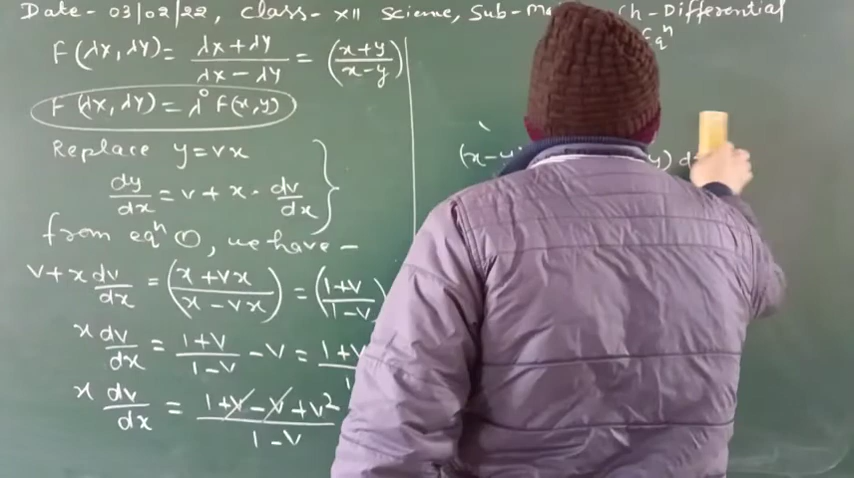 Date - 03/02/22, Class - XII Science, Sub - Ch - Differential
Eqⁿ
F(λx, λy) = (λx + λy)/(λx - λy) = ((x+y)/(x-y))
F(λx, λy) = λ⁰ F(x,y)
Replace y = vx
dy/dx = v + x · dv/dx
from eqⁿ ①, we have -
v + x dv/dx = ((x + vx)/(x - vx)) = ((1+v)/(1-v))
x dv/dx = (1+v)/(1-v) - v = 1+v
x dv/dx = (1+v-v+v²)/(1-v)
(x-y) d